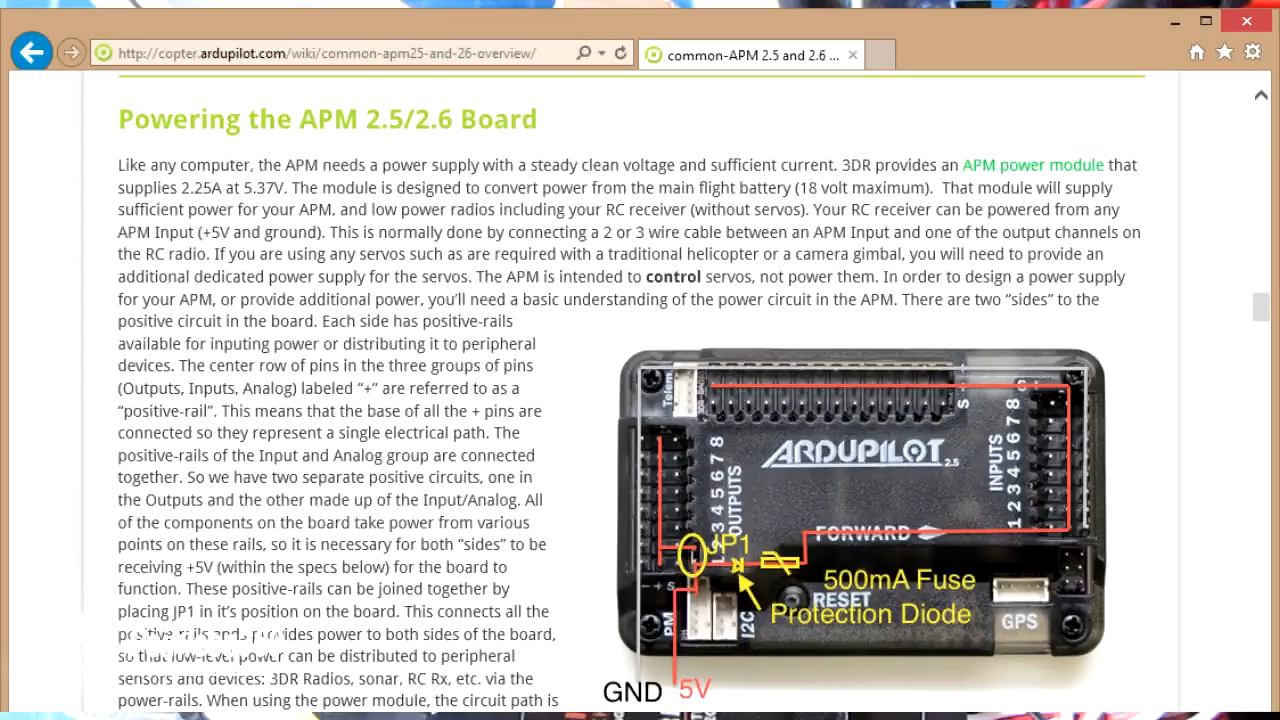 http://copter.ardupilot.com/wiki/common-apm25-and-26-overview/
common-APM 2.5 and 2.6 ...
Powering the APM 2.5/2.6 Board
Like any computer, the APM needs a power supply with a steady clean voltage and sufficient current. 3DR provides an APM power module that
supplies 2.25A at 5.37V. The module is designed to convert power from the main flight battery (18 volt maximum). That module will supply
sufficient power for your APM, and low power radios including your RC receiver (without servos). Your RC receiver can be powered from any
APM Input (+5V and ground). This is normally done by connecting a 2 or 3 wire cable between an APM Input and one of the output channels on
the RC radio. If you are using any servos such as are required with a traditional helicopter or a camera gimbal, you will need to provide an
additional dedicated power supply for the servos. The APM is intended to control servos, not power them. In order to design a power supply
for your APM, or provide additional power, you'll need a basic understanding of the power circuit in the APM. There are two “sides” to the
positive circuit in the board. Each side has positive-rails
available for inputing power or distributing it to peripheral
devices. The center row of pins in the three groups of pins
(Outputs, Inputs, Analog) labeled “+” are referred to as a
“positive-rail”. This means that the base of all the + pins are
connected so they represent a single electrical path. The
positive-rails of the Input and Analog group are connected
together. So we have two separate positive circuits, one in
the Outputs and the other made up of the Input/Analog. All
of the components on the board take power from various
points on these rails, so it is necessary for both “sides” to be
receiving +5V (within the specs below) for the board to
function. These positive-rails can be joined together by
placing JP1 in it's position on the board. This connects all the
positive-rails and provides power to both sides of the board,
so that low-level power can be distributed to peripheral
sensors and devices: 3DR Radios, sonar, RC Rx, etc. via the
power-rails. When using the power module, the circuit path is
Telem
S - + -
ARDUPILOT 2.5
3 4 5 6 7 8
OUTPUTS
INPUTS
1 2 3 4 5 6 7 8
S
FORWARD
JP1
500mA Fuse
Protection Diode
RESET
- + S
PM
I2C
GPS
GND
5V